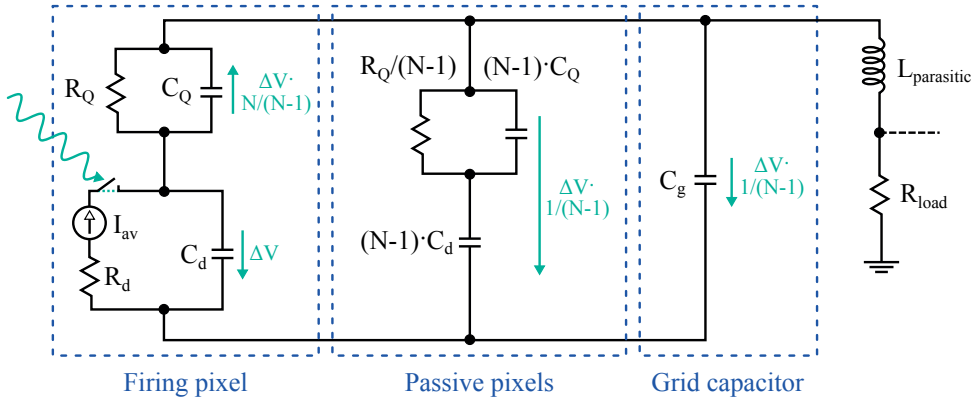 R_Q
C_Q
ΔV·
N/(N-1)
I_av
R_d
C_d
ΔV
Firing pixel
R_Q/(N-1)
(N-1)·C_Q
(N-1)·C_d
ΔV·
1/(N-1)
Passive pixels
C_g
ΔV·
1/(N-1)
Grid capacitor
L_parasitic
R_load